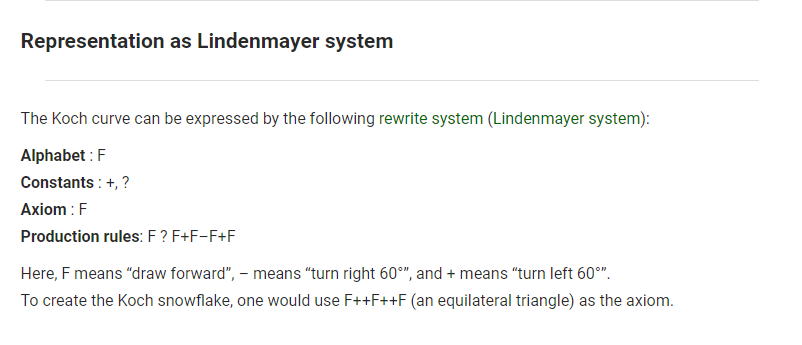 Representation as Lindenmayer system
The Koch curve can be expressed by the following rewrite system (Lindenmayer system):
Alphabet : F
Constants : +, ?
Axiom : F
Production rules: F ? F+F−F+F
Here, F means “draw forward”, − means “turn right 60°”, and + means “turn left 60°”.
To create the Koch snowflake, one would use F++F++F (an equilateral triangle) as the axiom.